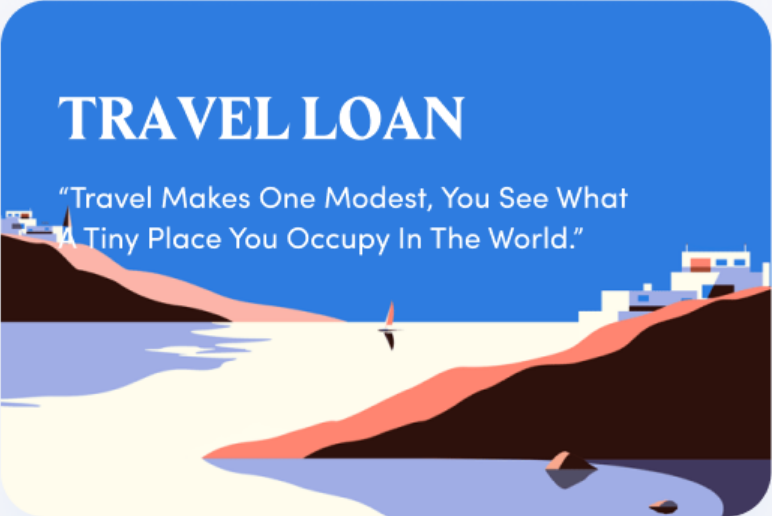 TRAVEL LOAN
“Travel Makes One Modest, You See What
A Tiny Place You Occupy In The World.”